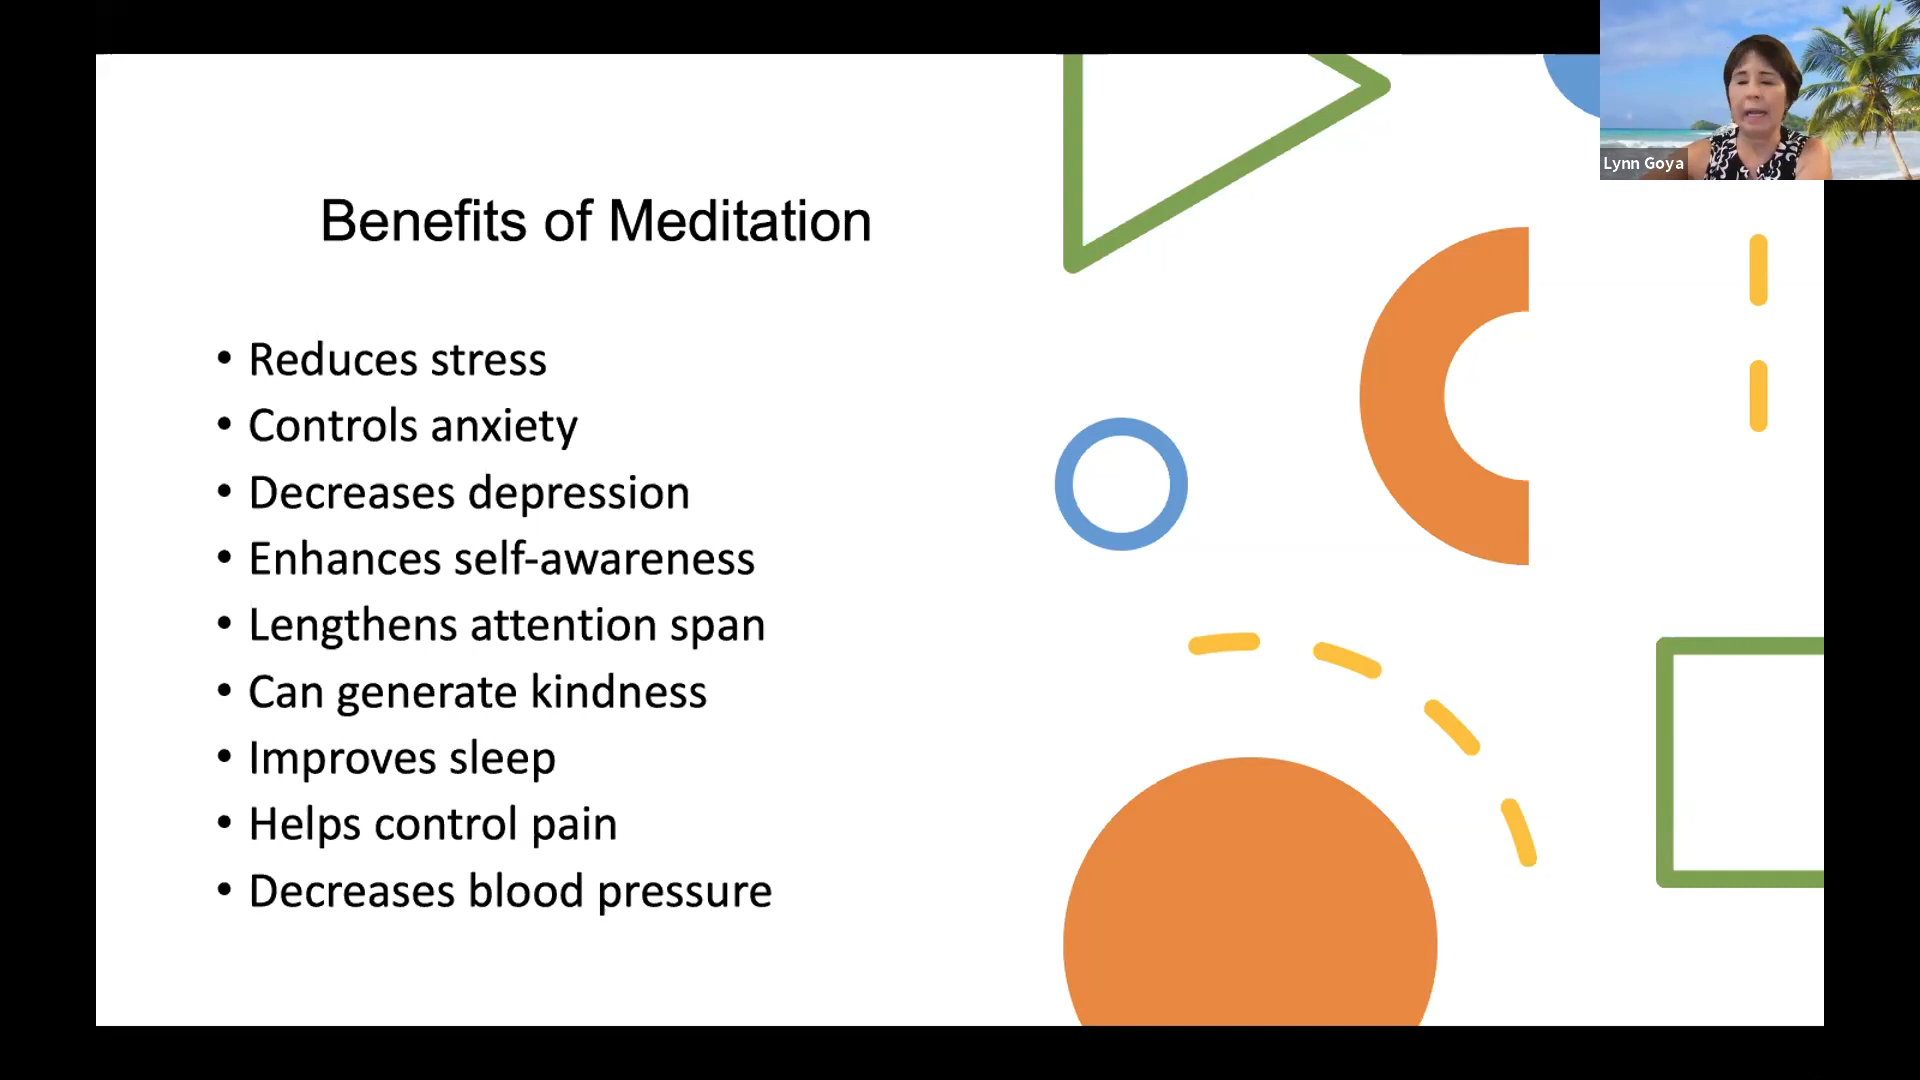 Benefits of Meditation
• Reduces stress
• Controls anxiety
• Decreases depression
• Enhances self-awareness
• Lengthens attention span
• Can generate kindness
• Improves sleep
• Helps control pain
• Decreases blood pressure
Lynn Goya